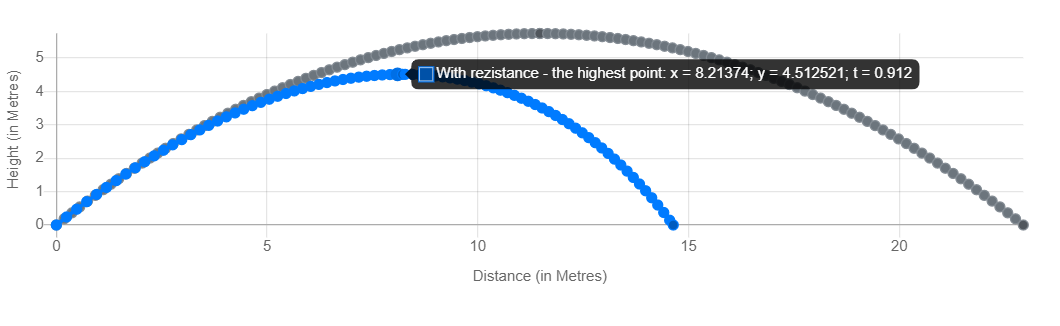 5
4
3
2
1
0
Height (in Metres)
With rezistance - the highest point: x = 8.21374; y = 4.512521; t = 0.912
0 5 10 15 20
Distance (in Metres)